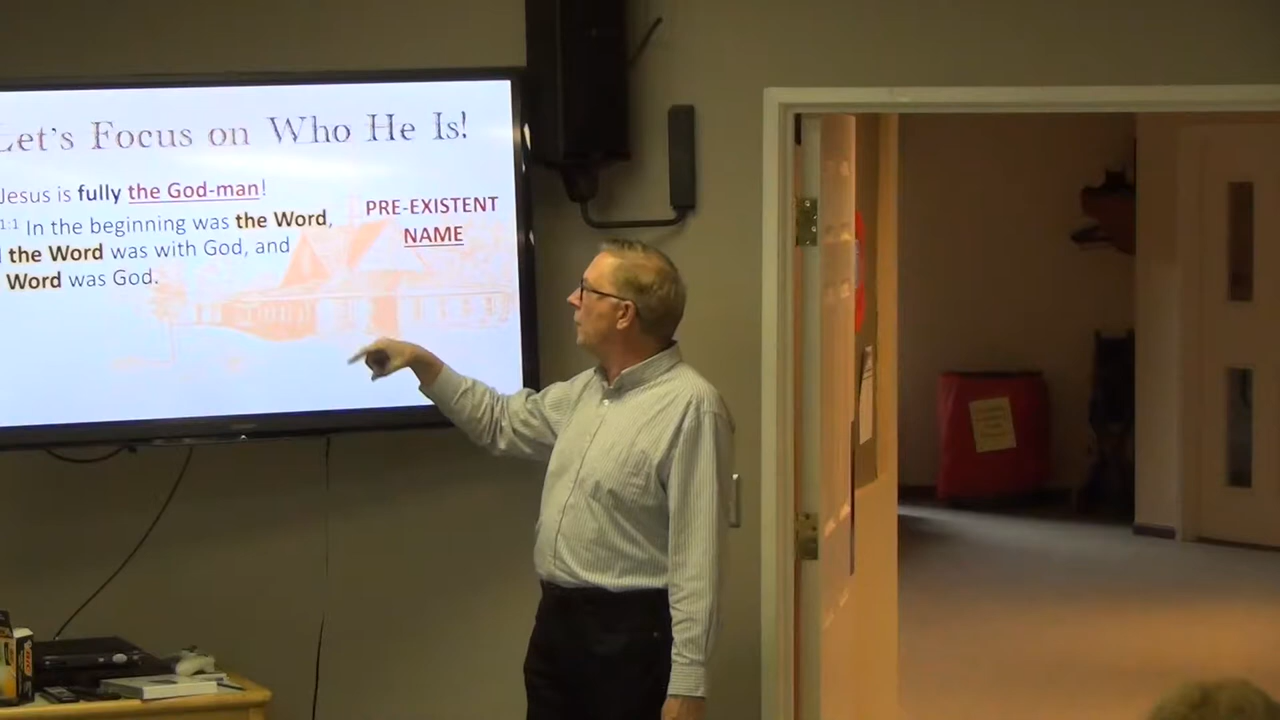 Let's Focus on Who He Is!
Jesus is fully the God-man!
1:1 In the beginning was the Word,
the Word was with God, and
Word was God.
PRE-EXISTENT
NAME